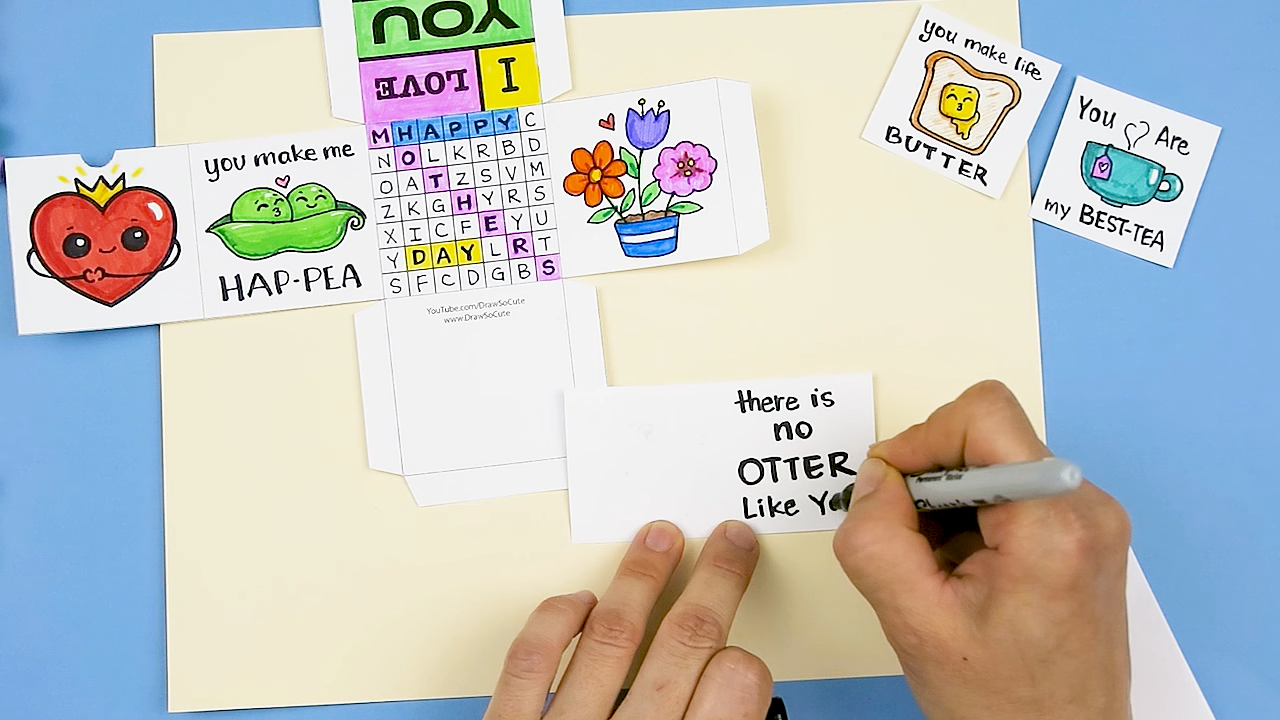 I LOVE
YOU
you make me
HAP-PEA
M H A P P Y C
N O L K R B D
O A T Z S V M
Z K G H Y R S
X I C F E Y U
Y D A Y L R T
S F C D G B S
YouTube.com/DrawSoCute
www.DrawSoCute
you make life
BUTTER
You Are
my BEST-TEA
there is
no
OTTER
Like